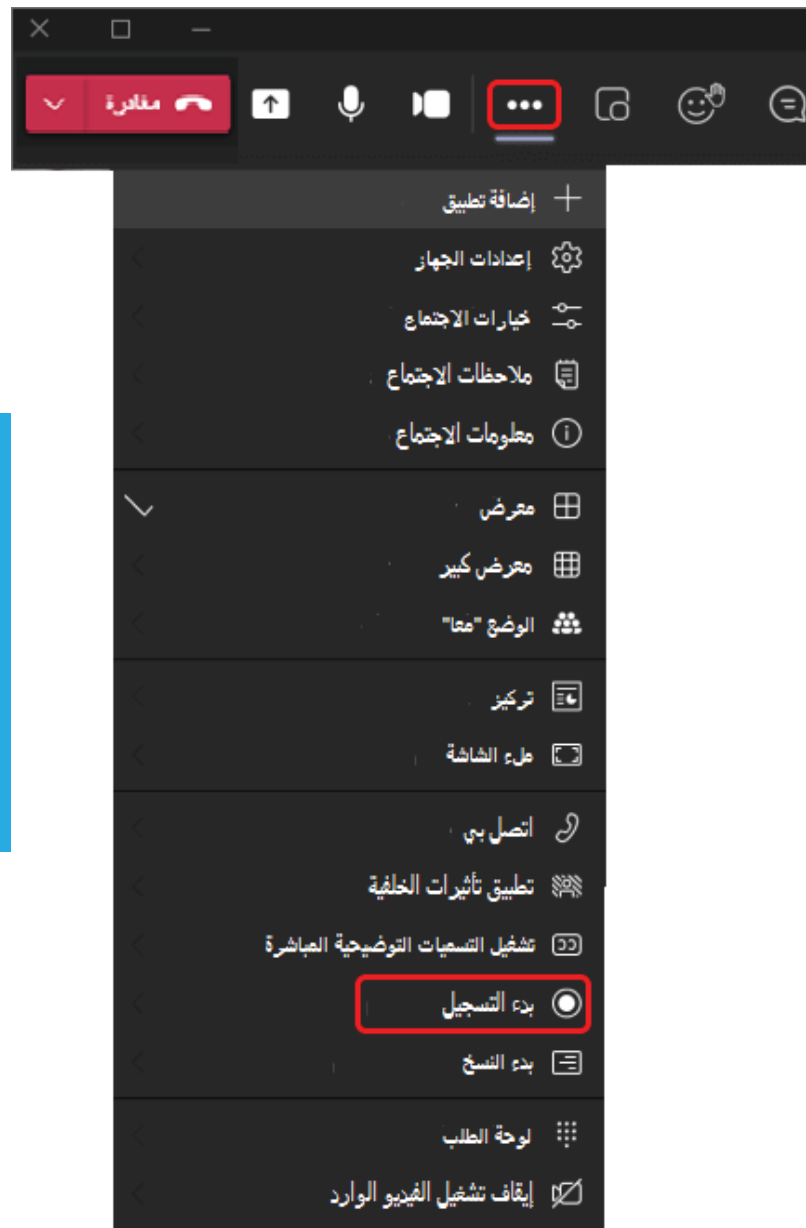 مغادرة
إضافة تطبيق
إعدادات الجهاز
خيارات الاجتماع
ملاحظات الاجتماع
معلومات الاجتماع
معرض
معرض كبير
الوضع "مَعا"
تركيز
ملء الشاشة
اتصل بي
تطبيق تأثيرات الخلفية
تشغيل التسميات التوضيحية المباشرة
بدء التسجيل
بدء النسخ
لوحة الطلب
إيقاف تشغيل الفيديو الوارد